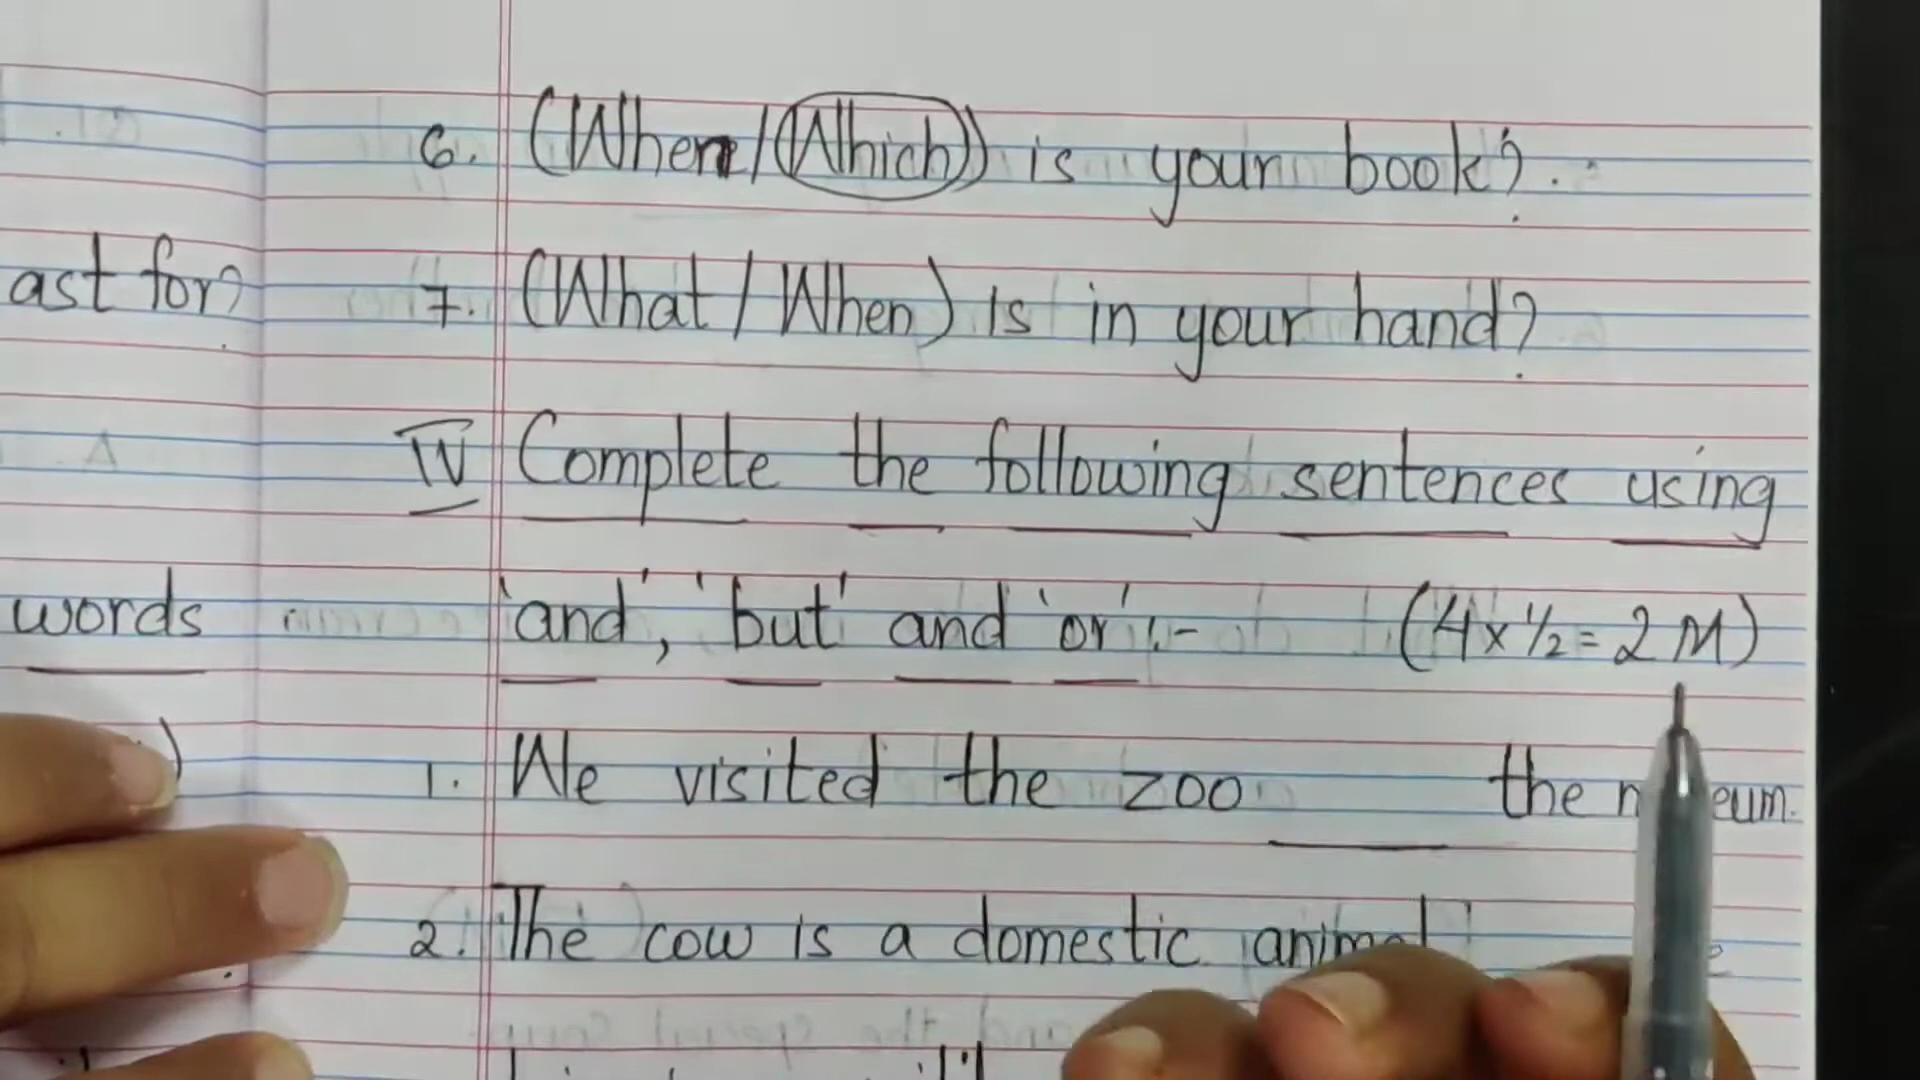 ast for?
words
6. (When/Which) is your book?.
7. (What/When) is in your hand?
IV Complete the following sentences using
'and', 'but' and 'or' :- (4x½=2M)
1. We visited the zoo ____ the
2. The cow is a domestic animal